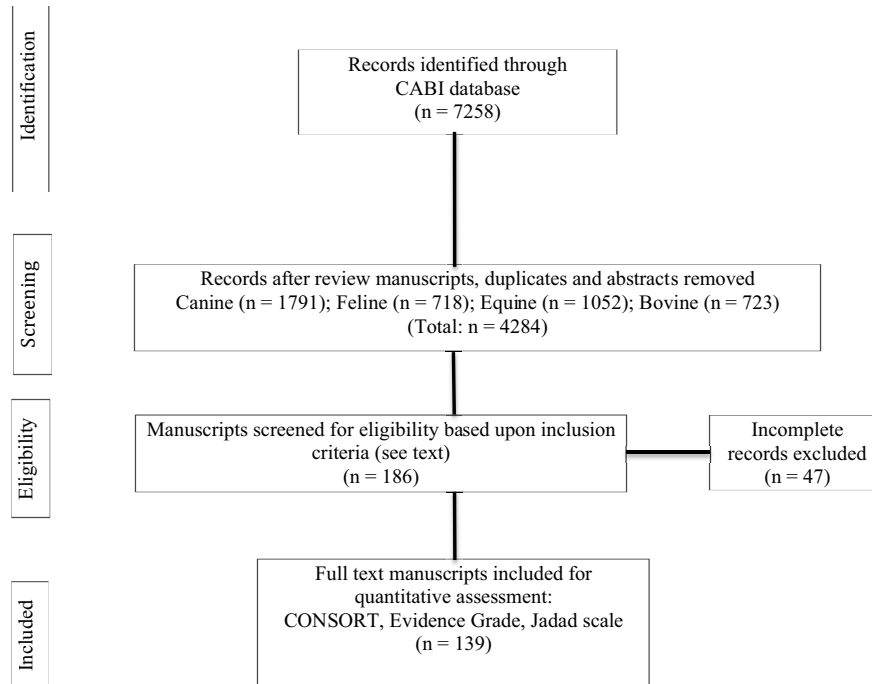 Identification
Records identified through
CABI database
(n = 7258)
Screening
Records after review manuscripts, duplicates and abstracts removed
Canine (n = 1791); Feline (n = 718); Equine (n = 1052); Bovine (n = 723)
(Total: n = 4284)
Eligibility
Manuscripts screened for eligibility based upon inclusion
criteria (see text)
(n = 186)
Incomplete
records excluded
(n = 47)
Included
Full text manuscripts included for
quantitative assessment:
CONSORT, Evidence Grade, Jadad scale
(n = 139)